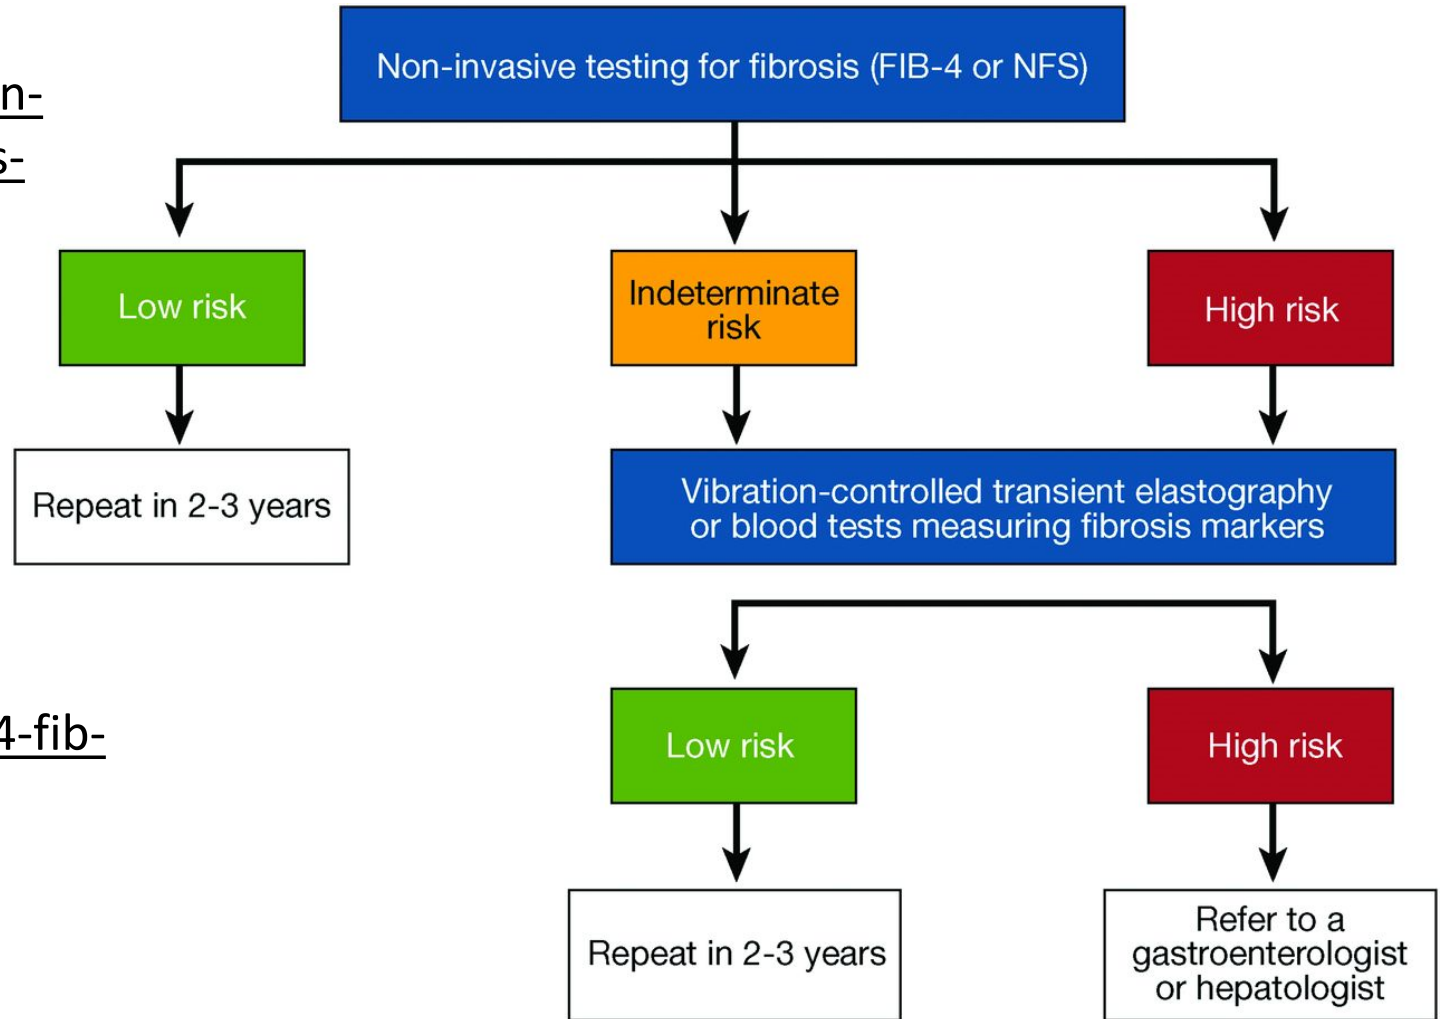 Non-invasive testing for fibrosis (FIB-4 or NFS)
n-
s-
Low risk
Indeterminate
risk
High risk
Repeat in 2-3 years
Vibration-controlled transient elastography
or blood tests measuring fibrosis markers
4-fib-
Low risk
High risk
Repeat in 2-3 years
Refer to a
gastroenterologist
or hepatologist